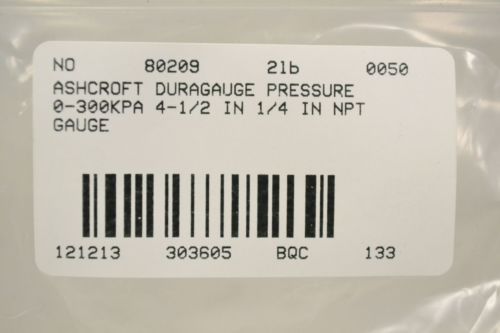 NO 80209 21b 0050
ASHCROFT DURAGAUGE PRESSURE
0-300KPA 4-1/2 IN 1/4 IN NPT
GAUGE
121213 303605 BQC 133